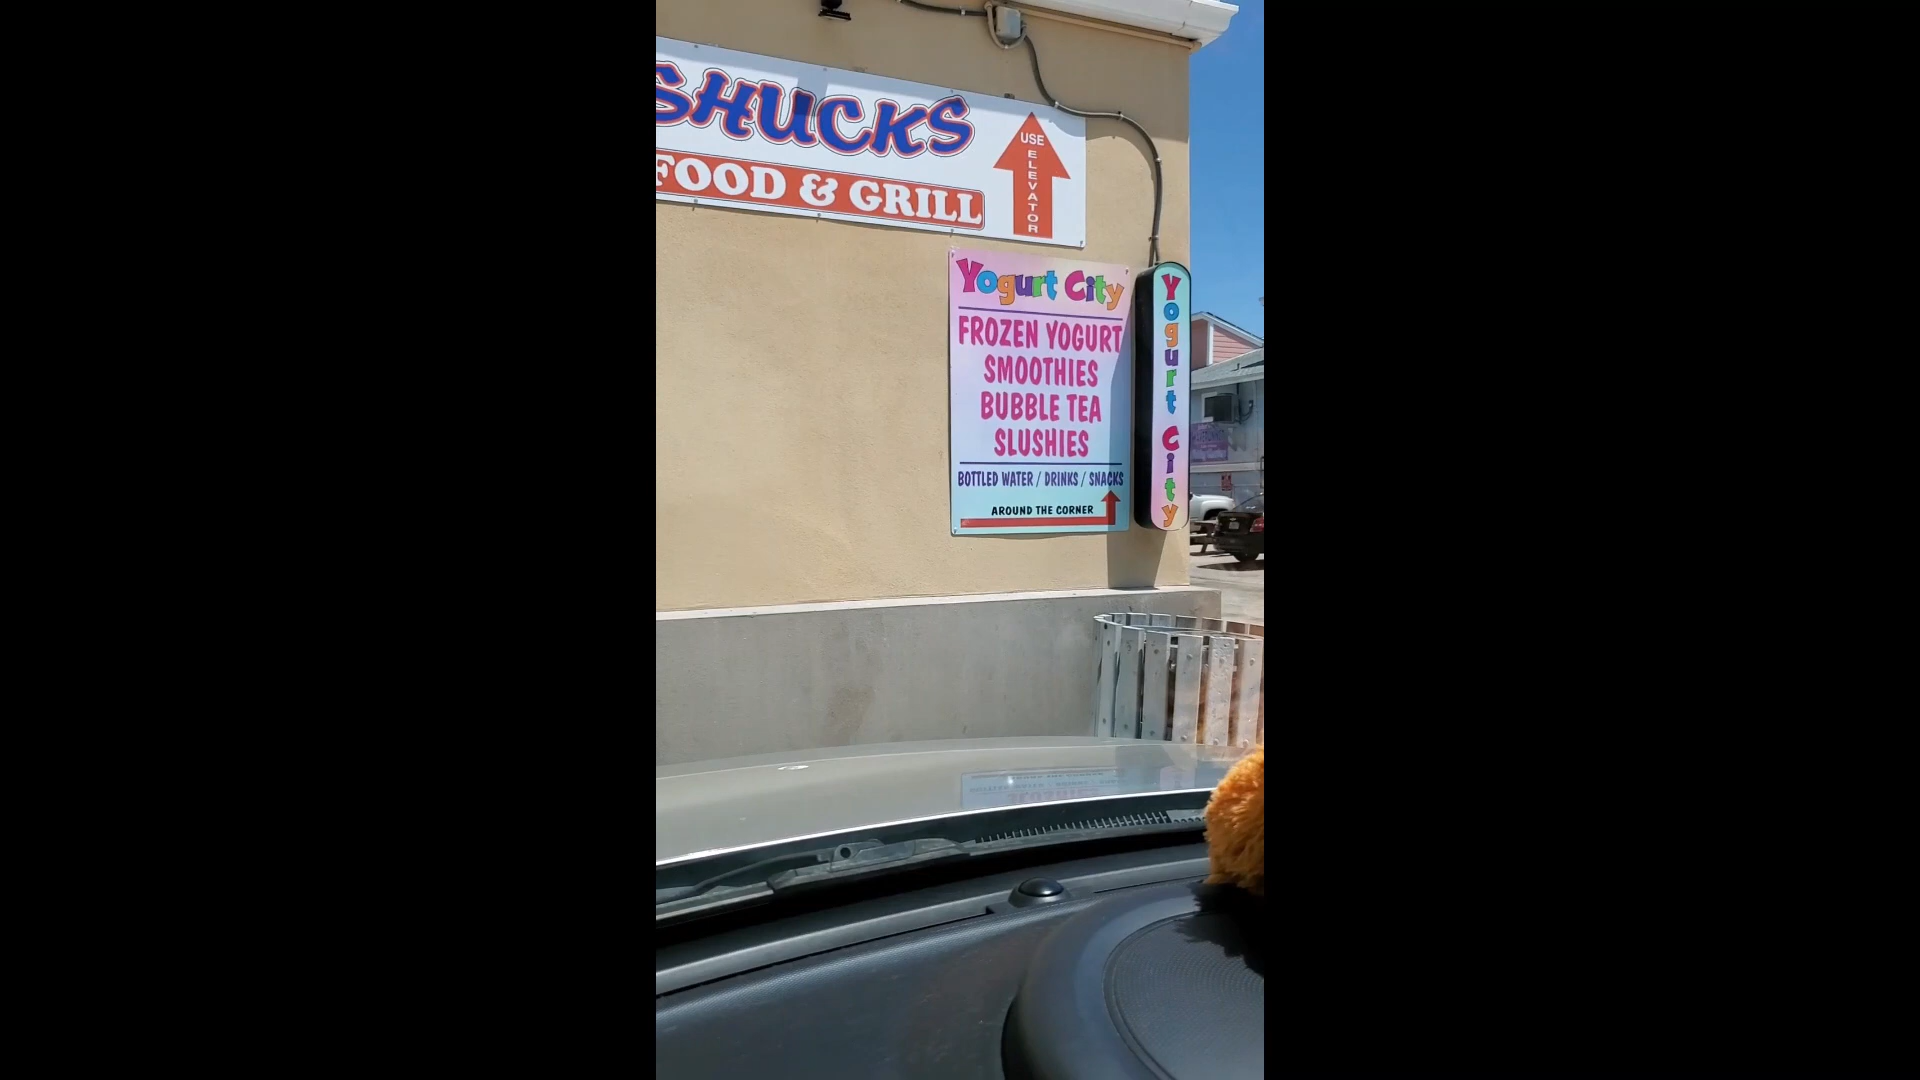 SHUCKS
FOOD & GRILL
USE
ELEVATOR
Yogurt City
FROZEN YOGURT
SMOOTHIES
BUBBLE TEA
SLUSHIES
BOTTLED WATER / DRINKS / SNACKS
AROUND THE CORNER
Yogurt City